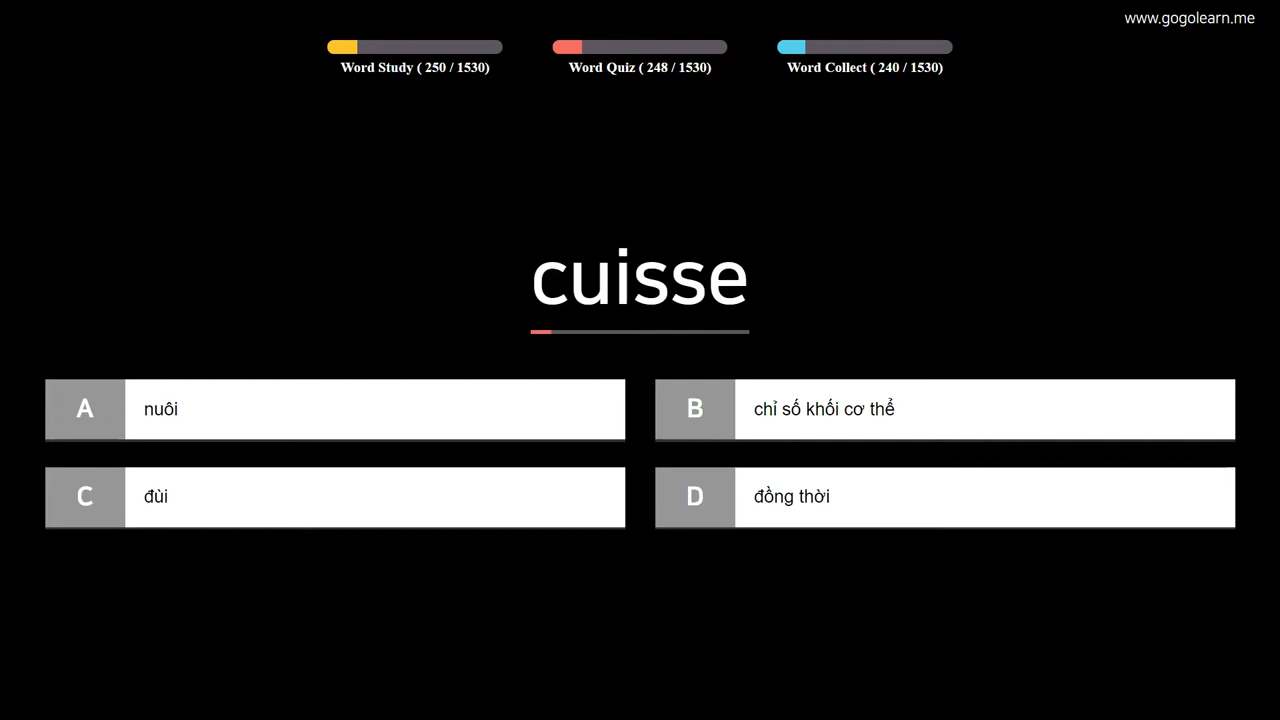 www.gogolearn.me
Word Study ( 250 / 1530)
Word Quiz ( 248 / 1530)
Word Collect ( 240 / 1530)
cuisse
A nuôi
B chỉ số khối cơ thể
C đùi
D đồng thời